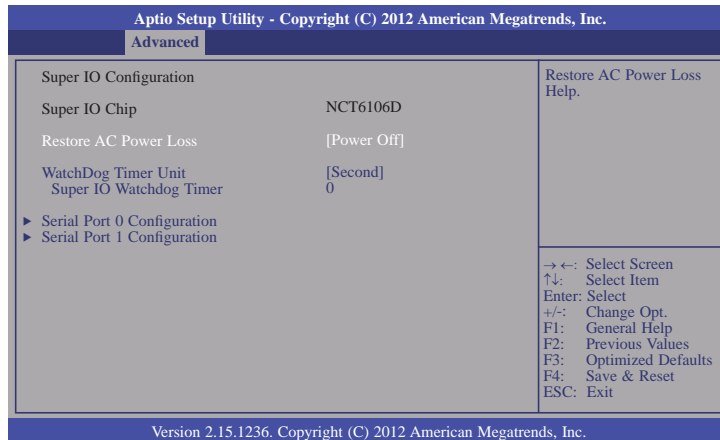 Aptio Setup Utility - Copyright (C) 2012 American Megatrends, Inc.
Advanced
Super IO Configuration
Super IO Chip NCT6106D
Restore AC Power Loss [Power Off]
WatchDog Timer Unit [Second]
Super IO Watchdog Timer 0
▶ Serial Port 0 Configuration
▶ Serial Port 1 Configuration
Restore AC Power Loss
Help.
→←: Select Screen
↑↓: Select Item
Enter: Select
+/-: Change Opt.
F1: General Help
F2: Previous Values
F3: Optimized Defaults
F4: Save & Reset
ESC: Exit
Version 2.15.1236. Copyright (C) 2012 American Megatrends, Inc.